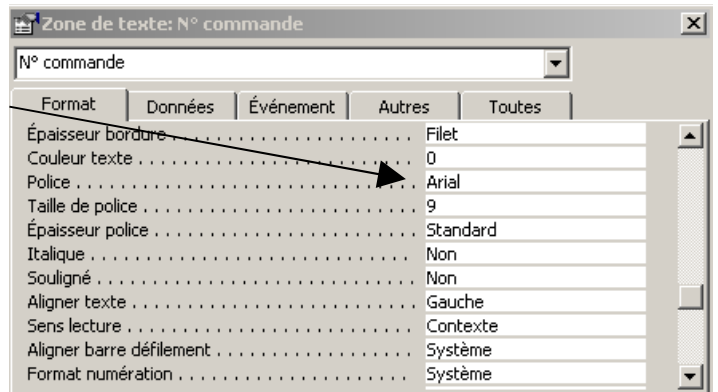 Zone de texte: N° commande
N° commande
Format Données Événement Autres Toutes
Épaisseur bordure . . . . . . . . . . . . . . . . . . . . . . Filet
Couleur texte . . . . . . . . . . . . . . . . . . . . . . . . . 0
Police . . . . . . . . . . . . . . . . . . . . . . . . . . . . . . . Arial
Taille de police . . . . . . . . . . . . . . . . . . . . . . . . . 9
Épaisseur police . . . . . . . . . . . . . . . . . . . . . . . . Standard
Italique . . . . . . . . . . . . . . . . . . . . . . . . . . . . . Non
Souligné . . . . . . . . . . . . . . . . . . . . . . . . . . . . . Non
Aligner texte . . . . . . . . . . . . . . . . . . . . . . . . . . Gauche
Sens lecture . . . . . . . . . . . . . . . . . . . . . . . . . . Contexte
Aligner barre défilement . . . . . . . . . . . . . . . . . . Système
Format numération . . . . . . . . . . . . . . . . . . . . . Système